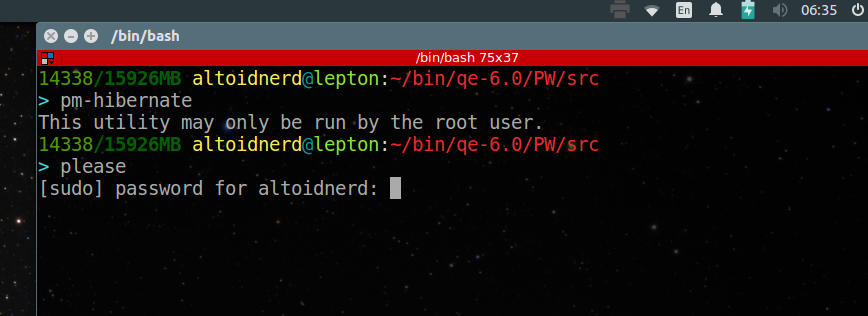 En
06:35
/bin/bash
/bin/bash 75x37
14338/15926MB altoidnerd@lepton:~/bin/qe-6.0/PW/src
> pm-hibernate
This utility may only be run by the root user.
14338/15926MB altoidnerd@lepton:~/bin/qe-6.0/PW/src
> please
[sudo] password for altoidnerd: